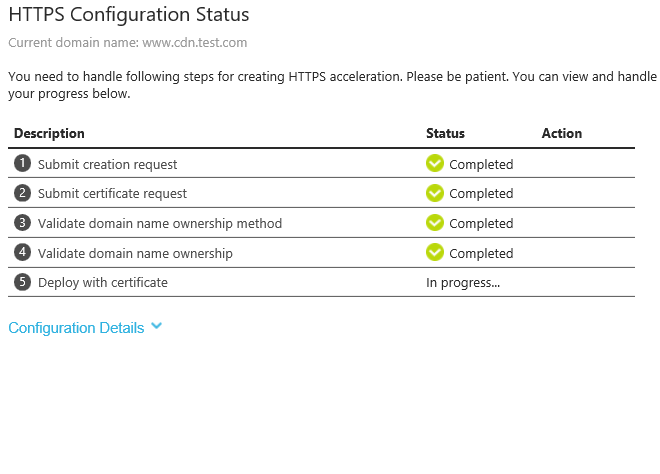 HTTPS Configuration Status
Current domain name: www.cdn.test.com
You need to handle following steps for creating HTTPS acceleration. Please be patient. You can view and handle
your progress below.
Description Status Action
1 Submit creation request Completed
2 Submit certificate request Completed
3 Validate domain name ownership method Completed
4 Validate domain name ownership Completed
5 Deploy with certificate In progress...
Configuration Details